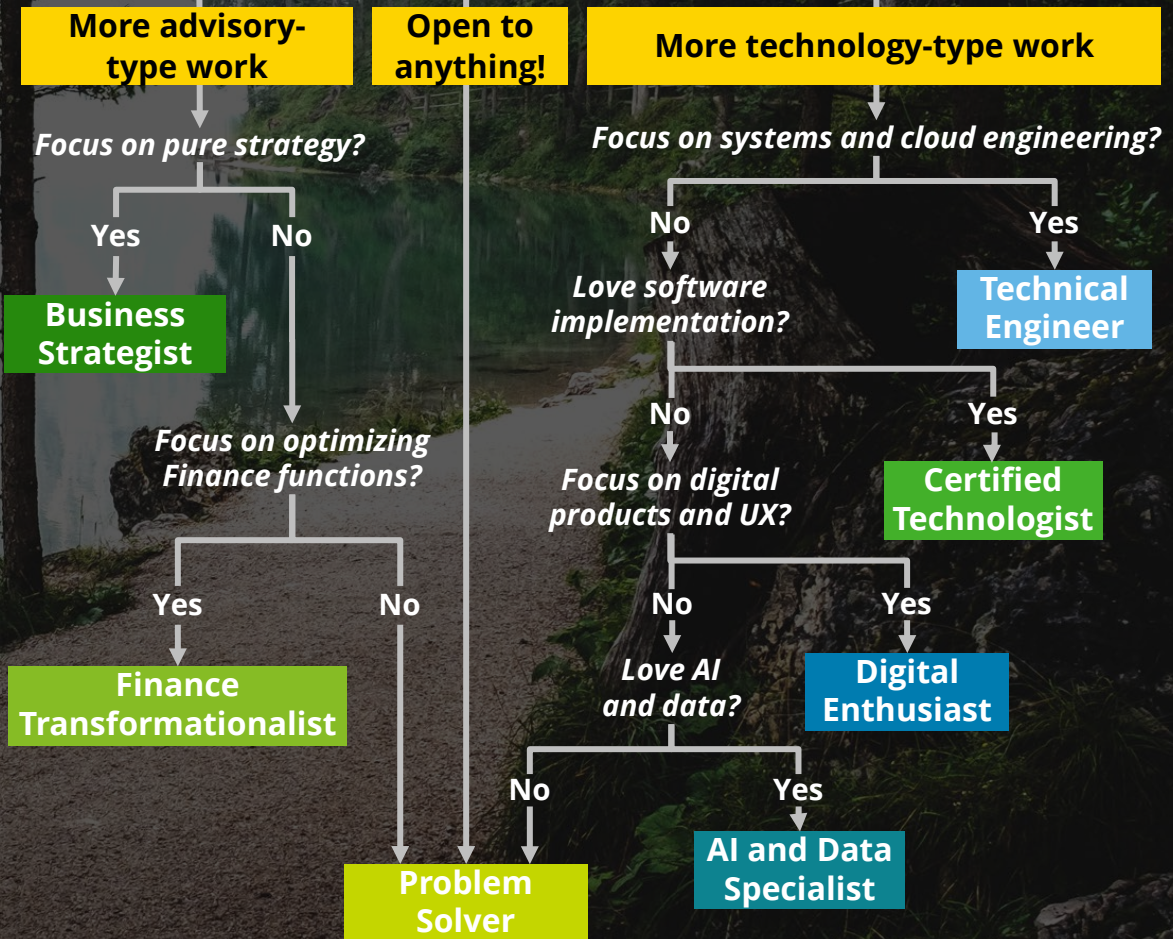 More advisory-
type work
Open to
anything!
More technology-type work
Focus on pure strategy?
Yes
No
Business
Strategist
Focus on optimizing
Finance functions?
Yes
No
Finance
Transformationalist
Focus on systems and cloud engineering?
No
Yes
Technical
Engineer
Love software
implementation?
No
Yes
Certified
Technologist
Focus on digital
products and UX?
No
Yes
Digital
Enthusiast
Love AI
and data?
No
Yes
AI and Data
Specialist
Problem
Solver